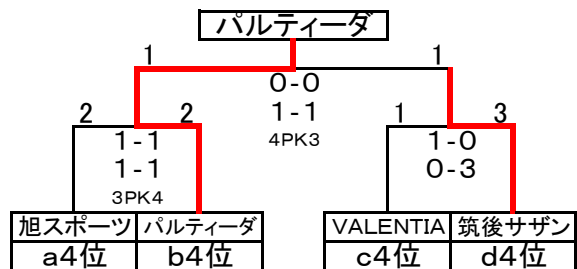 パルティーダ
1 1
0-0
1-1
4PK3
2 2 1 3
1-1 1-0
1-1 0-3
3PK4
旭スポーツ パルティーダ VALENTIA 筑後サザン
a4位 b4位 c4位 d4位